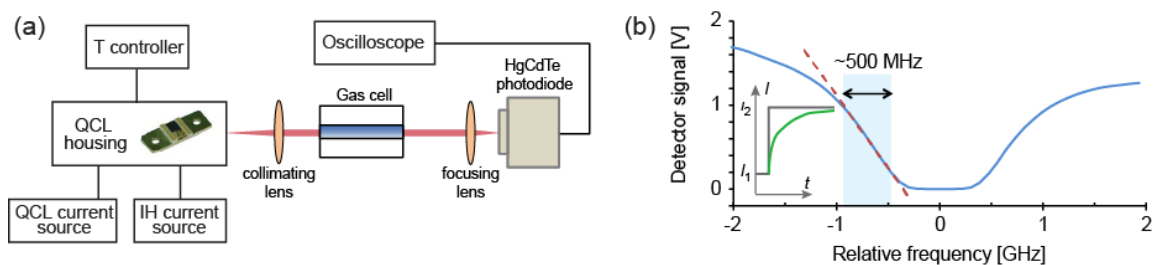 (a)
T controller
Oscilloscope
HgCdTe
photodiode
Gas cell
QCL
housing
collimating
lens
focusing
lens
QCL current
source
IH current
source
(b)
Detector signal [V]
2
1
0
~500 MHz
I
I2
I1
t
-2
-1
0
1
2
Relative frequency [GHz]